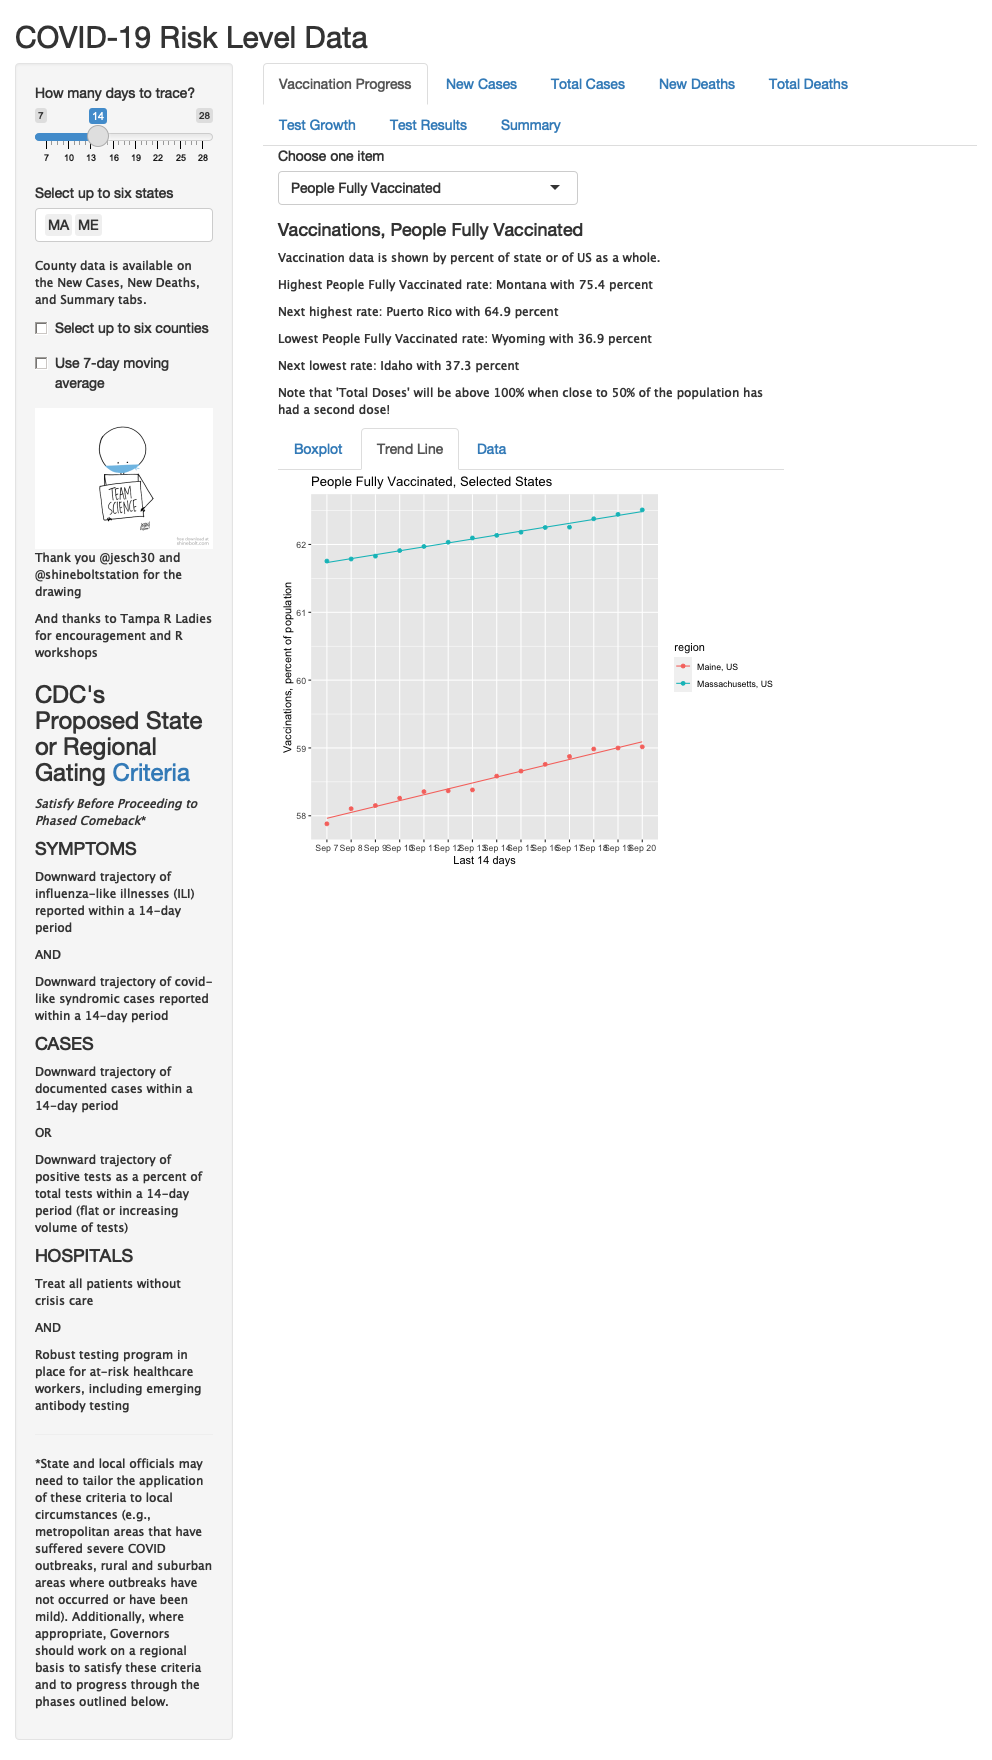 COVID-19 Risk Level Data
How many days to trace?
7 14 28
7 10 13 16 19 22 25 28
Select up to six states
MA ME
County data is available on
the New Cases, New Deaths,
and Summary tabs.
Select up to six counties
Use 7-day moving
average
TEAM
SCIENCE
Thank you @jesch30 and
@shineboltstation for the
drawing
And thanks to Tampa R Ladies
for encouragement and R
workshops
CDC's
Proposed State
or Regional
Gating Criteria
Satisfy Before Proceeding to
Phased Comeback*
SYMPTOMS
Downward trajectory of
influenza-like illnesses (ILI)
reported within a 14-day
period
AND
Downward trajectory of covid-
like syndromic cases reported
within a 14-day period
CASES
Downward trajectory of
documented cases within a
14-day period
OR
Downward trajectory of
positive tests as a percent of
total tests within a 14-day
period (flat or increasing
volume of tests)
HOSPITALS
Treat all patients without
crisis care
AND
Robust testing program in
place for at-risk healthcare
workers, including emerging
antibody testing
*State and local officials may
need to tailor the application
of these criteria to local
circumstances (e.g.,
metropolitan areas that have
suffered severe COVID
outbreaks, rural and suburban
areas where outbreaks have
not occurred or have been
mild). Additionally, where
appropriate, Governors
should work on a regional
basis to satisfy these criteria
and to progress through the
phases outlined below.
Vaccination Progress New Cases Total Cases New Deaths Total Deaths
Test Growth Test Results Summary
Choose one item
People Fully Vaccinated
Vaccinations, People Fully Vaccinated
Vaccination data is shown by percent of state or of US as a whole.
Highest People Fully Vaccinated rate: Montana with 75.4 percent
Next highest rate: Puerto Rico with 64.9 percent
Lowest People Fully Vaccinated rate: Wyoming with 36.9 percent
Next lowest rate: Idaho with 37.3 percent
Note that 'Total Doses' will be above 100% when close to 50% of the population has
had a second dose!
Boxplot Trend Line Data
People Fully Vaccinated, Selected States
Vaccinations, percent of population
62
61
60
59
58
Sep 7 Sep 8 Sep 9 Sep 10 Sep 11 Sep 12 Sep 13 Sep 14 Sep 15 Sep 16 Sep 17 Sep 18 Sep 19 Sep 20
Last 14 days
region
Maine, US
Massachusetts, US